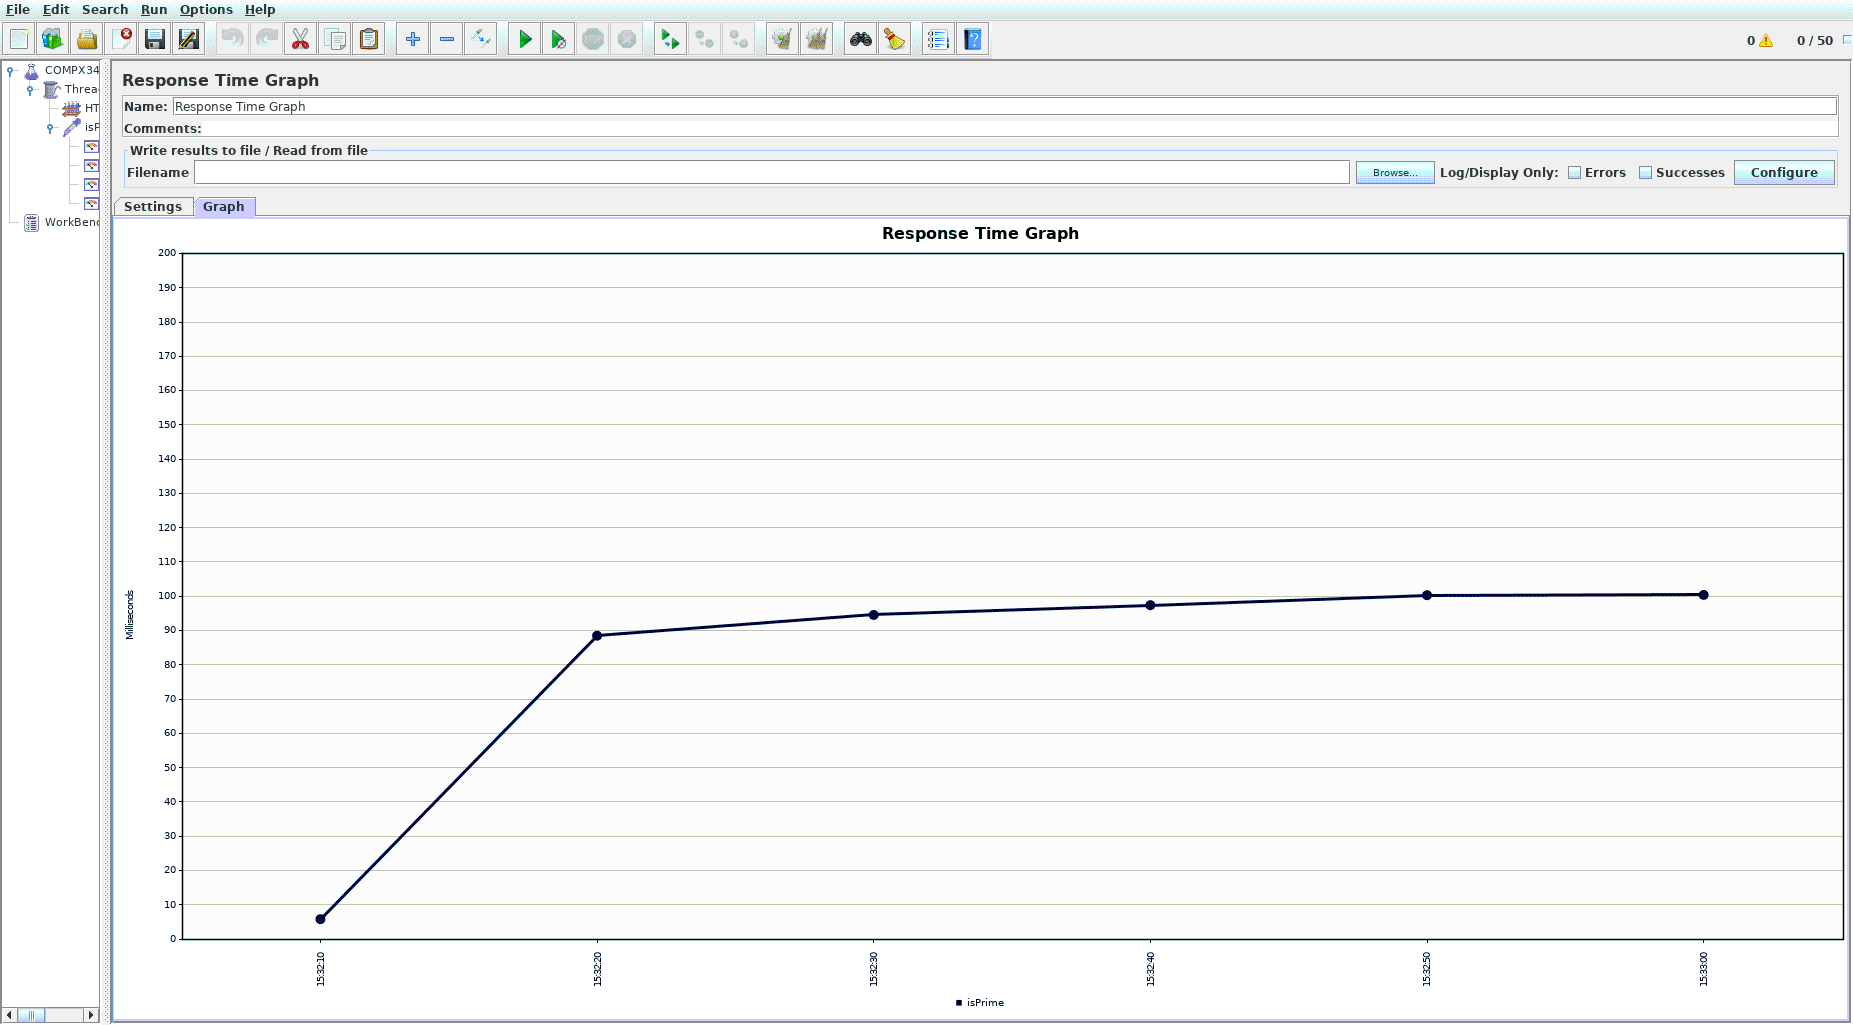 File Edit Search Run Options Help
0 0 / 50
COMPX34
Threa
HT
isP
WorkBenc
Response Time Graph
Name: Response Time Graph
Comments:
Write results to file / Read from file
Filename Browse... Log/Display Only: Errors Successes Configure
Settings Graph
Response Time Graph
200
190
180
170
160
150
140
130
120
110
100
90
80
70
60
50
40
30
20
10
0
Milliseconds
15:32:10 15:32:20 15:32:30 15:32:40 15:32:50 15:33:00
isPrime